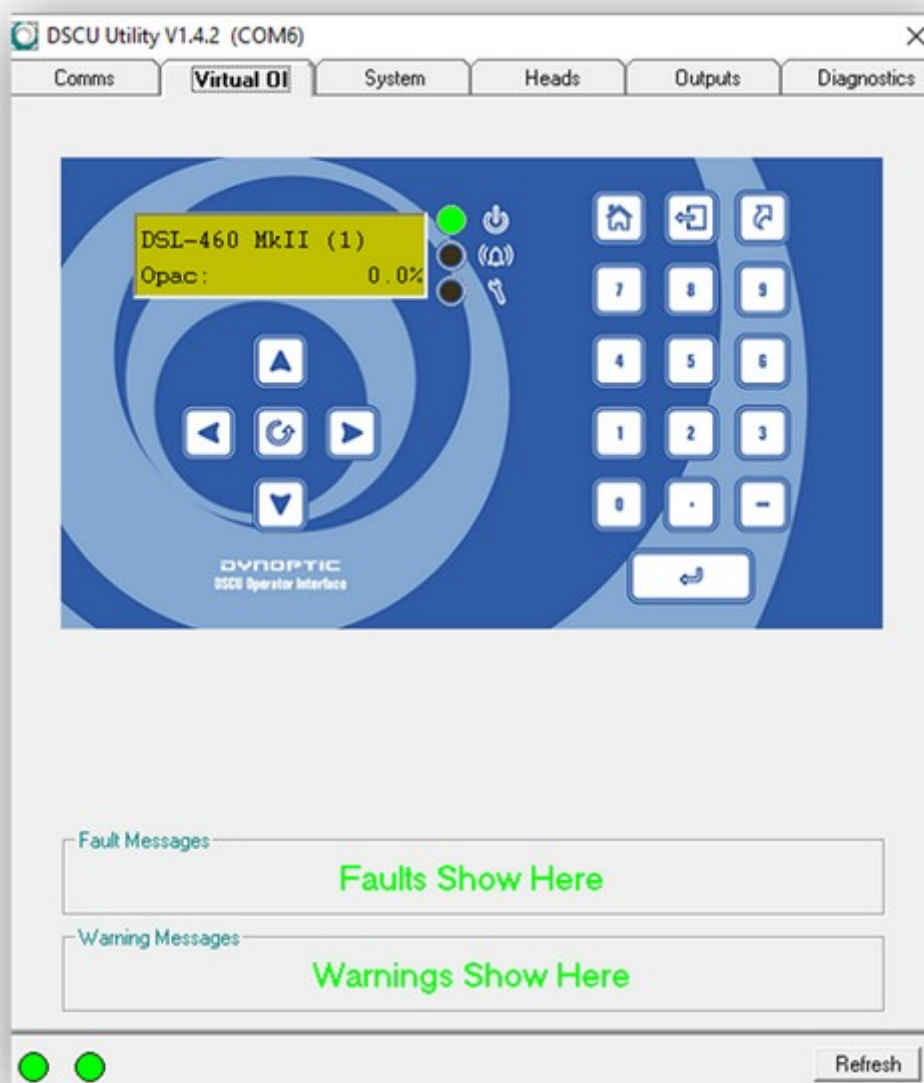 DSCU Utility V1.4.2 (COM6)
Comms Virtual OI System Heads Outputs Diagnostics
DSL-460 MkII (1)
Opac: 0.0%
7 8 9
4 5 6
1 2 3
0 . -
DYNOPTIC
DSCU Operator Interface
Fault Messages
Faults Show Here
Warning Messages
Warnings Show Here
Refresh